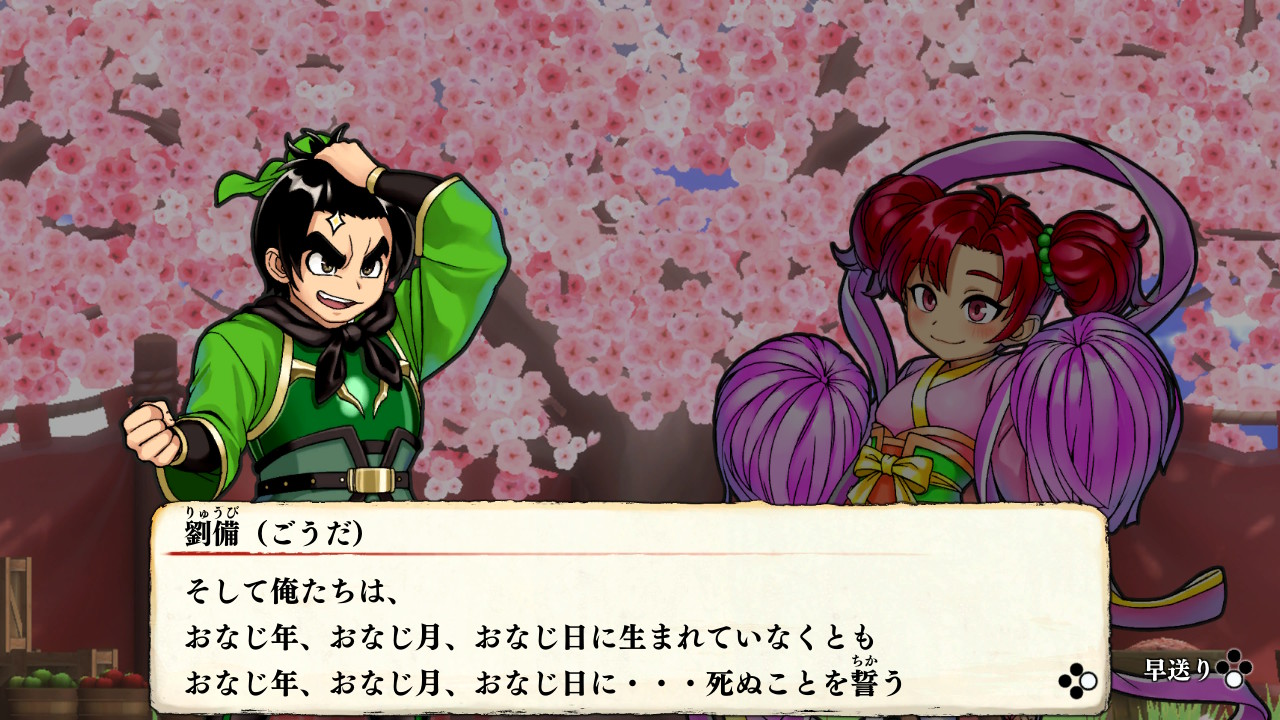 りゅうび
劉備（ごうだ）
そして俺たちは、
おなじ年、おなじ月、おなじ日に生まれていなくとも
ちか
おなじ年、おなじ月、おなじ日に・・・死ぬことを誓う
早送り